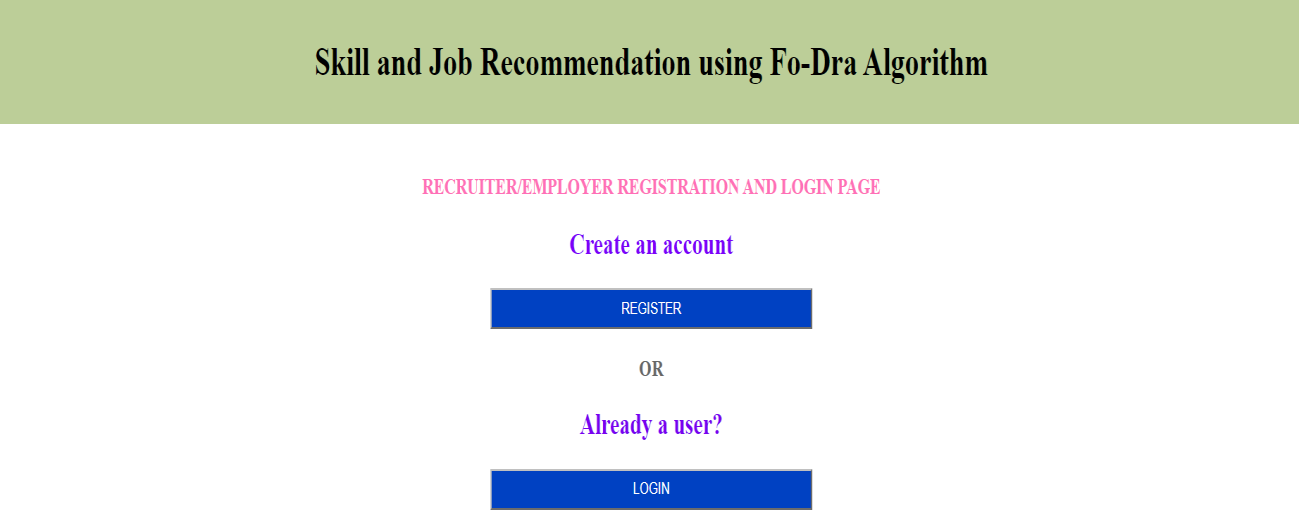 Skill and Job Recommendation using Fo-Dra Algorithm
RECRUITER/EMPLOYER REGISTRATION AND LOGIN PAGE
Create an account
REGISTER
OR
Already a user?
LOGIN